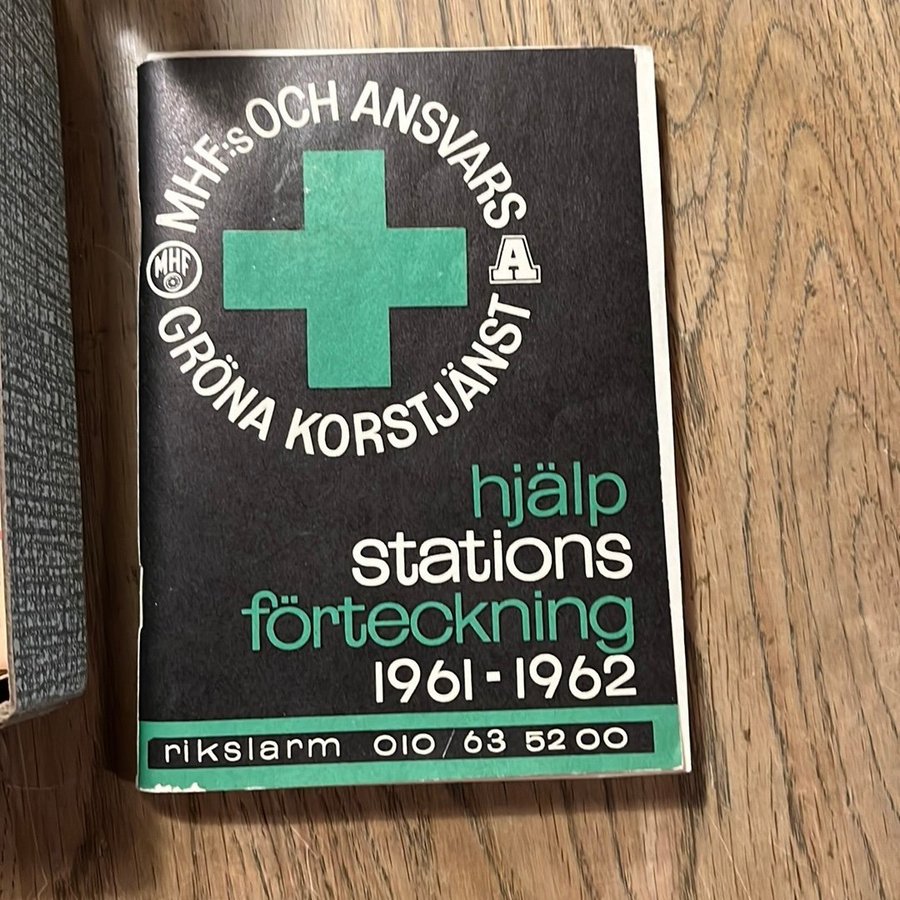 MHF:s OCH ANSVARS
A
MHF
GRÖNA KORSTJÄNST
hjälp
stations
förteckning
1961-1962
rikslarm 010/63 52 00